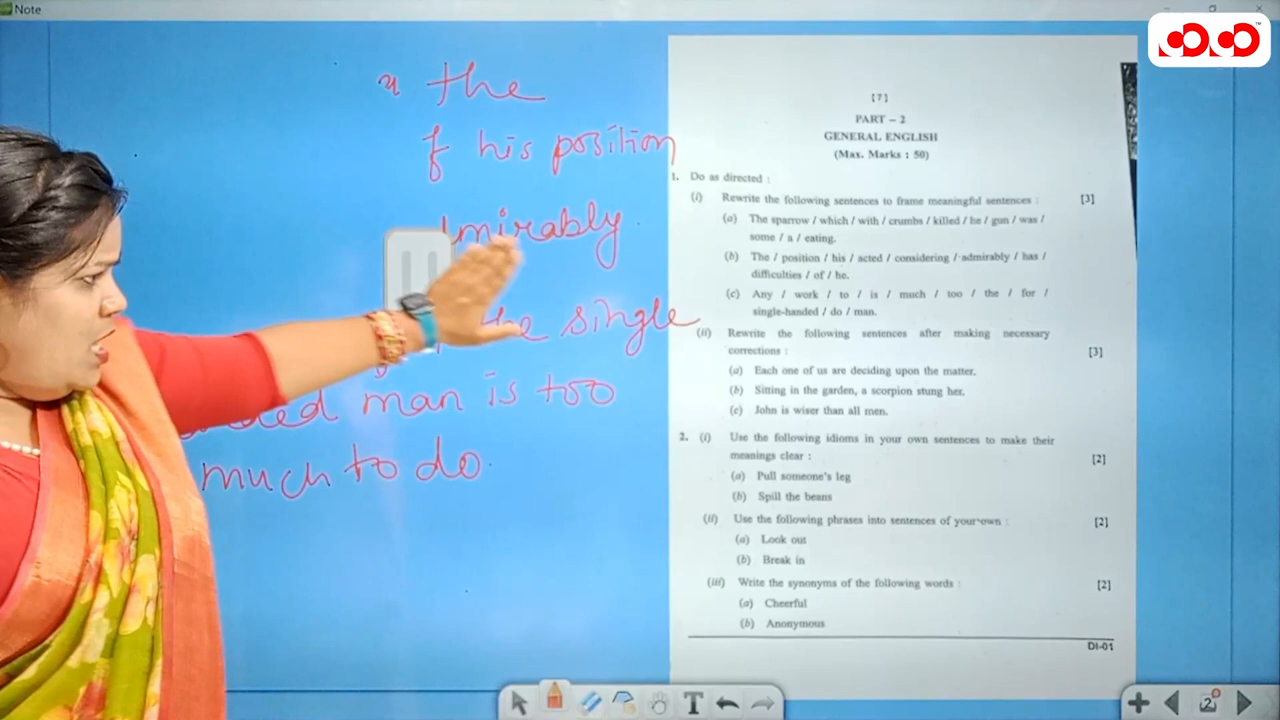 Note
the
his position
the single
man is too
much to do
[7]
PART – 2
GENERAL ENGLISH
(Max. Marks : 50)
1. Do as directed :
(i) Rewrite the following sentences to frame meaningful sentences : [3]
(a) The sparrow / which / with / crumbs / killed / he / gun / was /
some / a / eating.
(b) The / position / his / acted / considering / admirably / has /
difficulties / of / he.
(c) Any / work / to / is / much / too / the / for /
single-handed / do / man.
(ii) Rewrite the following sentences after making necessary
corrections : [3]
(a) Each one of us are deciding upon the matter.
(b) Sitting in the garden, a scorpion stung her.
(c) John is wiser than all men.
2. (i) Use the following idioms in your own sentences to make their
meanings clear : [2]
(a) Pull someone's leg
(b) Spill the beans
(ii) Use the following phrases into sentences of your own : [2]
(a) Look out
(b) Break in
(iii) Write the synonyms of the following words : [2]
(a) Cheerful
(b) Anonymous
DI-01
T
2